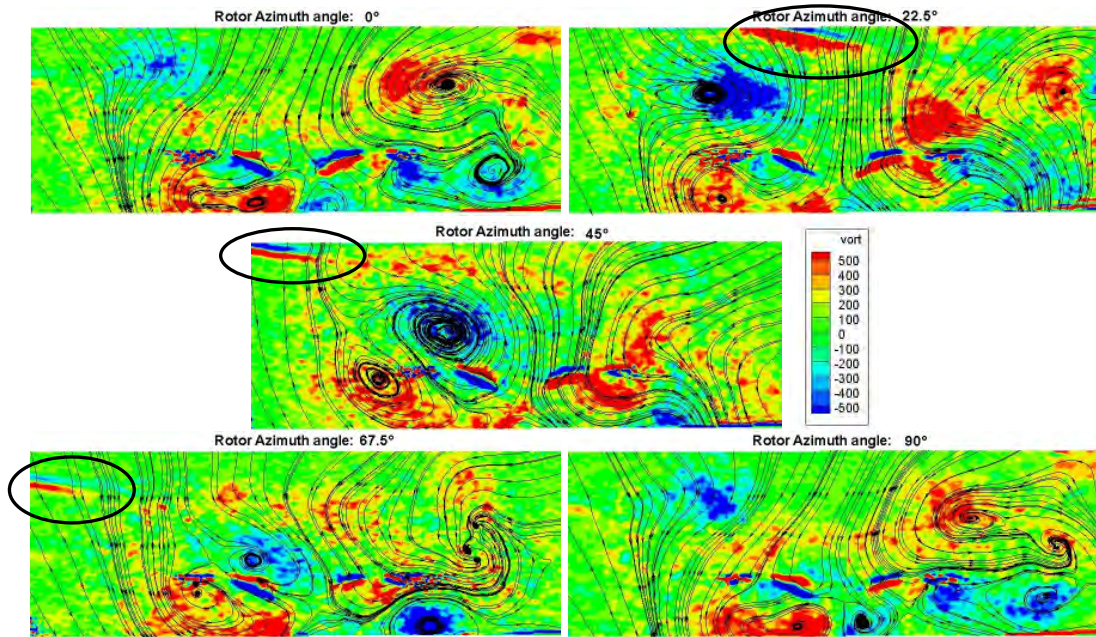 Rotor Azimuth angle: 0°
Rotor Azimuth angle: 22.5°
Rotor Azimuth angle: 45°
vort
500
400
300
200
100
0
-100
-200
-300
-400
-500
Rotor Azimuth angle: 67.5°
Rotor Azimuth angle: 90°